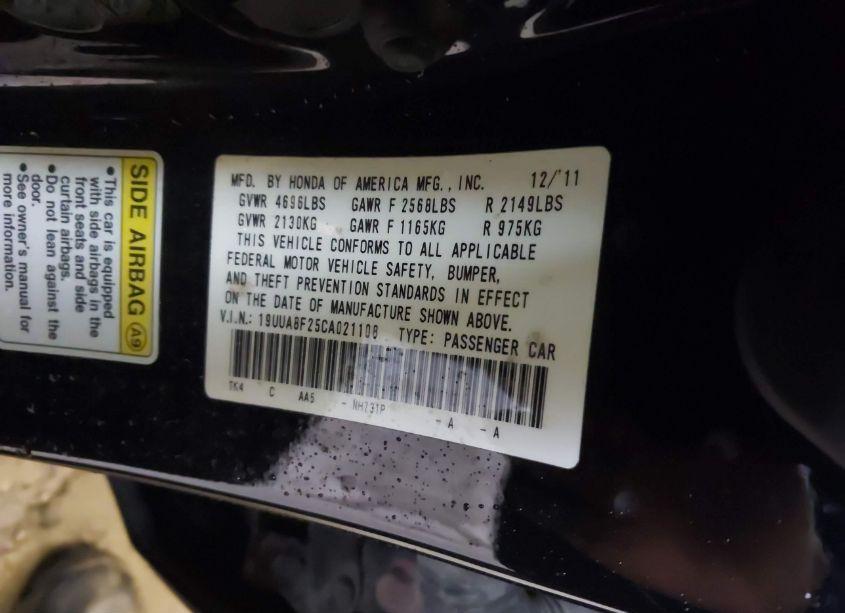 SIDE AIRBAG A9
•This car is equipped
with side airbags in the
front seats and side
curtain airbags.
•Do not lean against the
door.
•See owner's manual for
more information.
MFD. BY HONDA OF AMERICA MFG., INC. 12/'11
GVWR 4696LBS GAWR F 2568LBS R 2149LBS
GVWR 2130KG GAWR F 1165KG R 975KG
THIS VEHICLE CONFORMS TO ALL APPLICABLE
FEDERAL MOTOR VEHICLE SAFETY, BUMPER,
AND THEFT PREVENTION STANDARDS IN EFFECT
ON THE DATE OF MANUFACTURE SHOWN ABOVE.
V.I.N.: 19UUA8F25CA021108 TYPE: PASSENGER CAR
TK4 C AA5 - NH731P - A - A